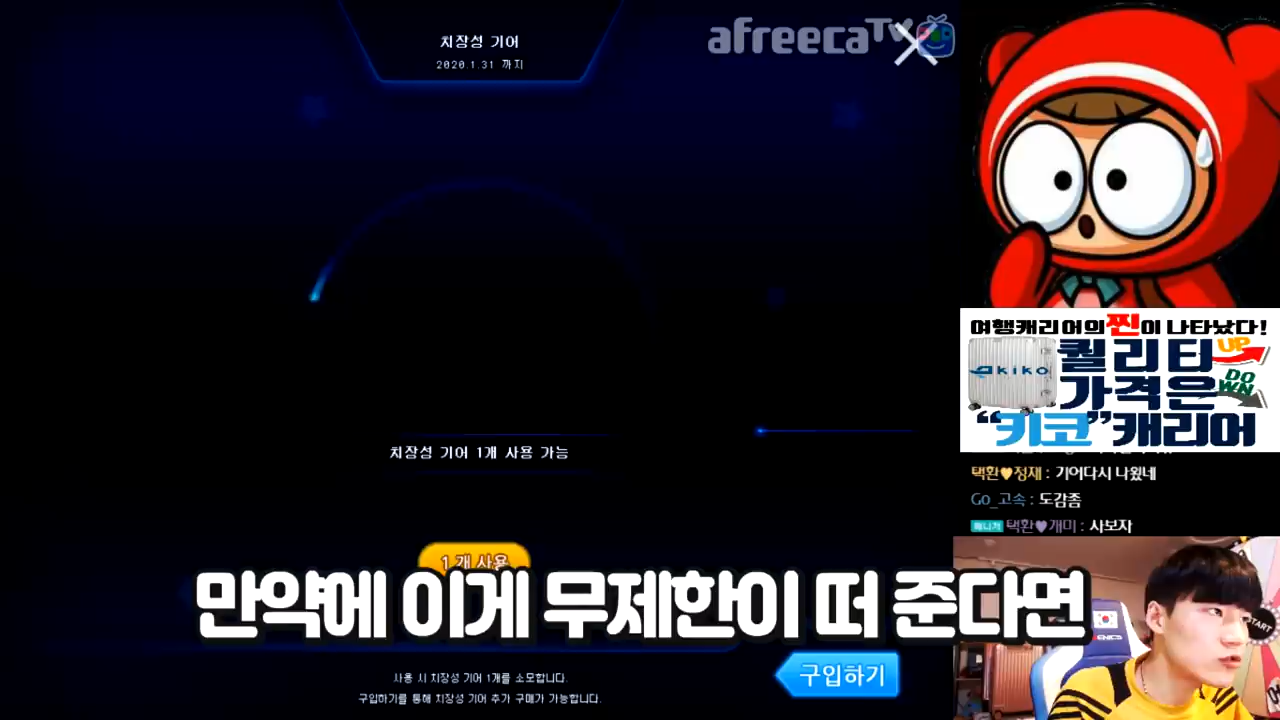 치장성 기어
2020.1.31 까지
afreecaTV
치장성 기어 1개 사용 가능
1개 사용
만약에 이게 무제한이 떠 준다면
사용 시 치장성 기어 1개를 소모합니다.
구입하기를 통해 치장성 기어 추가 구매가 가능합니다.
구입하기
여행캐리어의 찐이 나타났다!
퀄리티 UP
kiko
가격은 DOWN
“키코”캐리어
택환♥정재 : 기어다시 나왔네
Go_고속 : 도감좀
매니저 택환♥개미 : 사보자
START